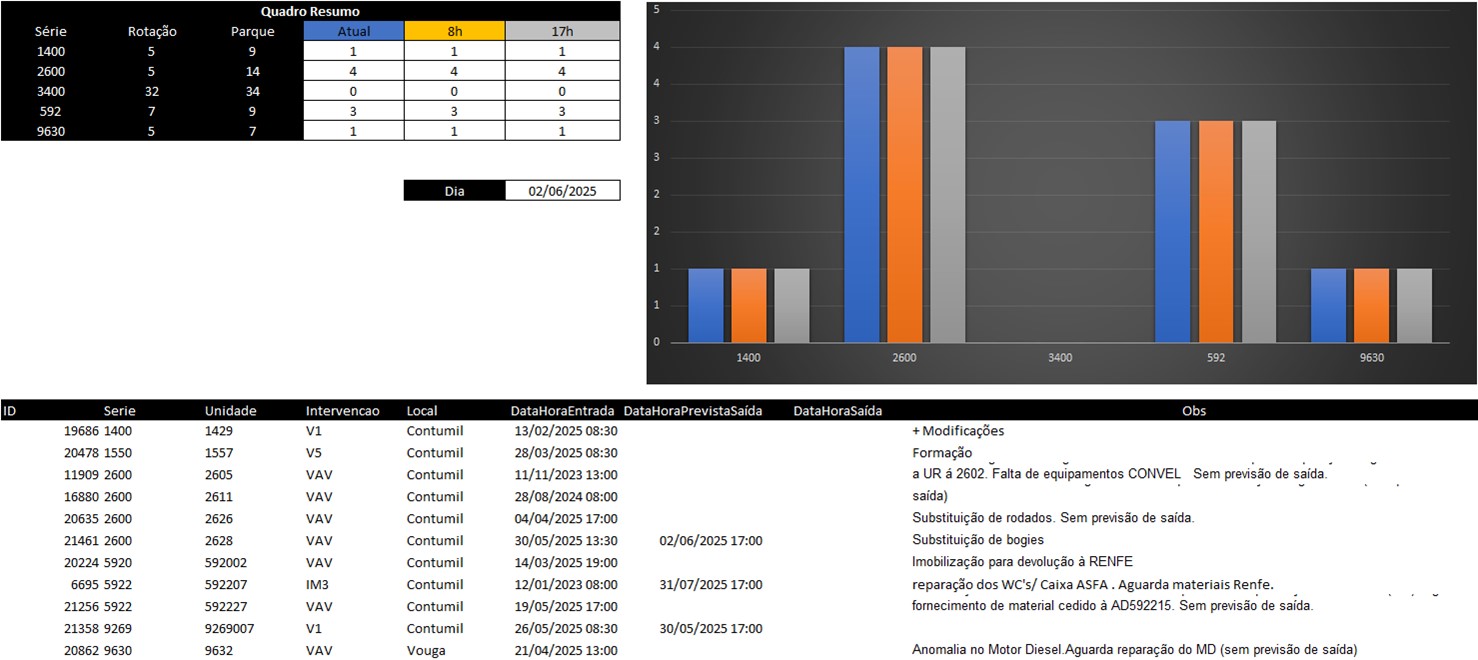 Quadro Resumo
Série Rotação Parque Atual 8h 17h
1400 5 9 1 1 1
2600 5 14 4 4 4
3400 32 34 0 0 0
592 7 9 3 3 3
9630 5 7 1 1 1
Dia 02/06/2025
5
4
4
3
3
2
2
1
1
0
1400 2600 3400 592 9630
ID Serie Unidade Intervencao Local DataHoraEntrada DataHoraPrevistaSaída DataHoraSaída Obs
19686 1400 1429 V1 Contumil 13/02/2025 08:30 + Modificações
20478 1550 1557 V5 Contumil 28/03/2025 08:30 Formação
11909 2600 2605 VAV Contumil 11/11/2023 13:00 a UR á 2602. Falta de equipamentos CONVEL Sem previsão de saída.
16880 2600 2611 VAV Contumil 28/08/2024 08:00 saída)
20635 2600 2626 VAV Contumil 04/04/2025 17:00 Substituição de rodados. Sem previsão de saída.
21461 2600 2628 VAV Contumil 30/05/2025 13:30 02/06/2025 17:00 Substituição de bogies
20224 5920 592002 VAV Contumil 14/03/2025 19:00 Imobilização para devolução à RENFE
6695 5922 592207 IM3 Contumil 12/01/2023 08:00 31/07/2025 17:00 reparação dos WC's/ Caixa ASFA . Aguarda materiais Renfe.
21256 5922 592227 VAV Contumil 19/05/2025 17:00 fornecimento de material cedido à AD592215. Sem previsão de saída.
21358 9269 9269007 V1 Contumil 26/05/2025 08:30 30/05/2025 17:00
20862 9630 9632 VAV Vouga 21/04/2025 13:00 Anomalia no Motor Diesel.Aguarda reparação do MD (sem previsão de saída)